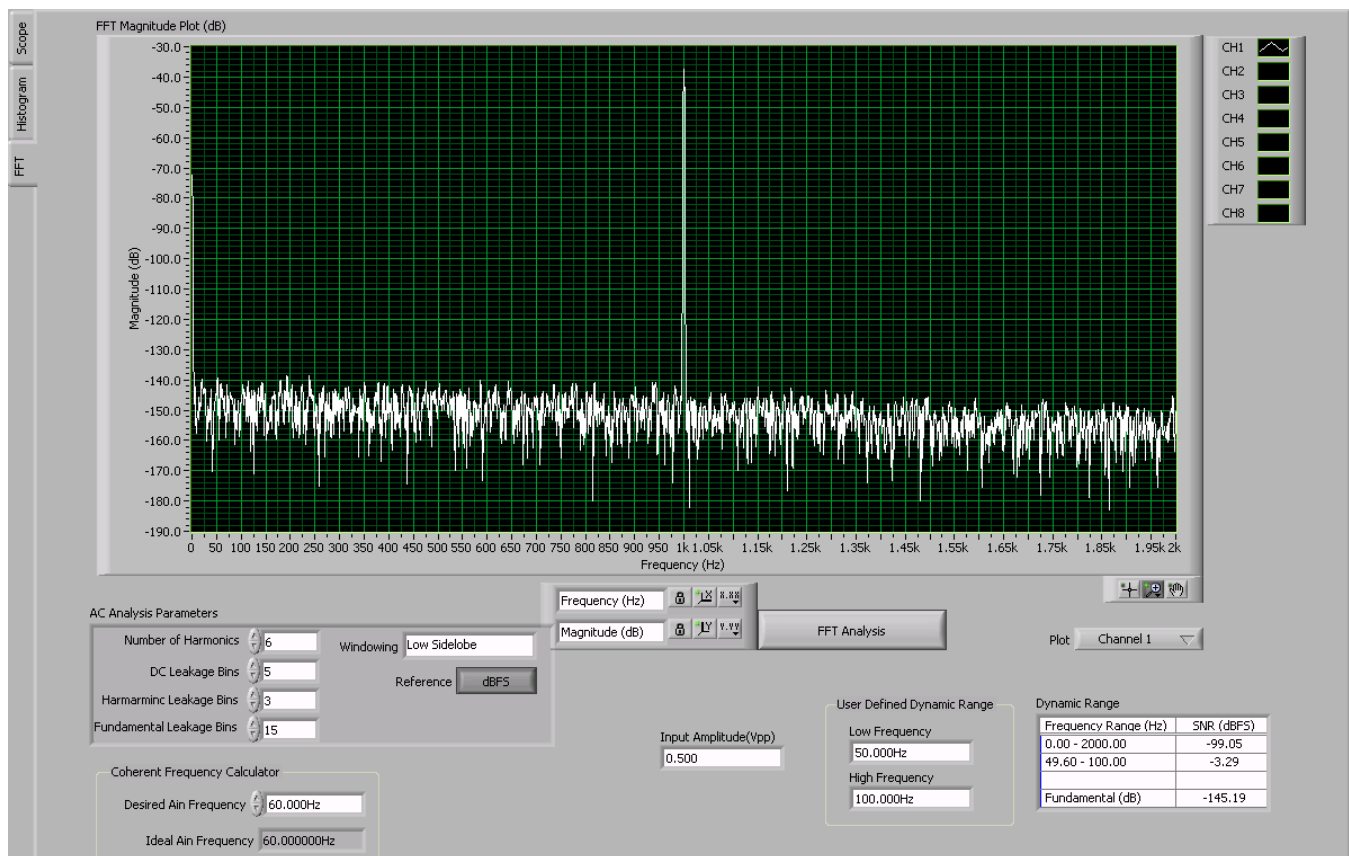 Scope
Histogram
FFT
FFT Magnitude Plot (dB)
Magnitude (dB)
-30.0
-40.0
-50.0
-60.0
-70.0
-80.0
-90.0
-100.0
-110.0
-120.0
-130.0
-140.0
-150.0
-160.0
-170.0
-180.0
-190.0
0 50 100 150 200 250 300 350 400 450 500 550 600 650 700 750 800 850 900 950 1k 1.05k 1.15k 1.25k 1.35k 1.45k 1.55k 1.65k 1.75k 1.85k 1.95k 2k
Frequency (Hz)
CH1
CH2
CH3
CH4
CH5
CH6
CH7
CH8
Frequency (Hz) X X.XX
Magnitude (dB) Y Y.YY
FFT Analysis
Plot Channel 1
AC Analysis Parameters
Number of Harmonics 6
DC Leakage Bins 5
Harmarminc Leakage Bins 3
Fundamental Leakage Bins 15
Windowing Low Sidelobe
Reference dBFS
Coherent Frequency Calculator
Desired Ain Frequency 60.000Hz
Ideal Ain Frequency 60.000000Hz
Input Amplitude(Vpp)
0.500
User Defined Dynamic Range
Low Frequency
50.000Hz
High Frequency
100.000Hz
Dynamic Range
Frequency Range (Hz) SNR (dBFS)
0.00 - 2000.00 -99.05
49.60 - 100.00 -3.29
Fundamental (dB) -145.19